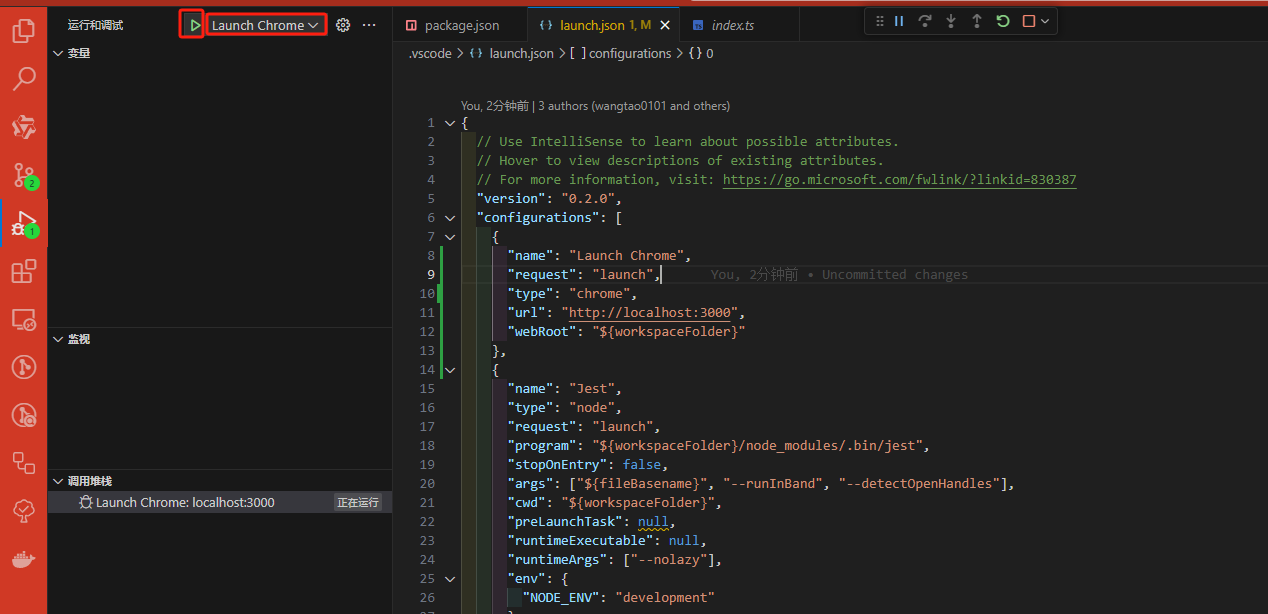 运行和调试
Launch Chrome
变量
监视
调用堆栈
Launch Chrome: localhost:3000 正在运行
2
1
package.json
launch.json 1, M
TS index.ts
.vscode > launch.json > [ ] configurations > {} 0
You, 2分钟前 | 3 authors (wangtao0101 and others)
1 {
2 // Use IntelliSense to learn about possible attributes.
3 // Hover to view descriptions of existing attributes.
4 // For more information, visit: https://go.microsoft.com/fwlink/?linkid=830387
5 "version": "0.2.0",
6 "configurations": [
7 {
8 "name": "Launch Chrome",
9 "request": "launch", You, 2分钟前 • Uncommitted changes
10 "type": "chrome",
11 "url": "http://localhost:3000",
12 "webRoot": "${workspaceFolder}"
13 },
14 {
15 "name": "Jest",
16 "type": "node",
17 "request": "launch",
18 "program": "${workspaceFolder}/node_modules/.bin/jest",
19 "stopOnEntry": false,
20 "args": ["${fileBasename}", "--runInBand", "--detectOpenHandles"],
21 "cwd": "${workspaceFolder}",
22 "preLaunchTask": null,
23 "runtimeExecutable": null,
24 "runtimeArgs": ["--nolazy"],
25 "env": {
26 "NODE_ENV": "development"